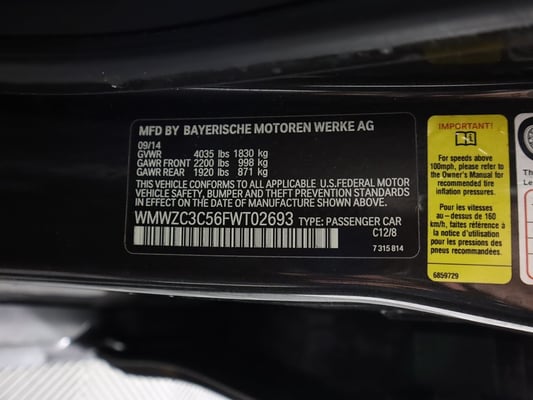 MFD BY BAYERISCHE MOTOREN WERKE AG
09/14
GVWR 4035 lbs 1830 kg
GAWR FRONT 2200 lbs 998 kg
GAWR REAR 1920 lbs 871 kg
THIS VEHICLE CONFORMS TO ALL APPLICABLE U.S.FEDERAL MOTOR
VEHICLE SAFETY, BUMPER AND THEFT PREVENTION STANDARDS
IN EFFECT ON THE DATE OF MANUFACTURE SHOWN ABOVE.
WMWZC3C56FWT02693 TYPE: PASSENGER CAR
C12/8
7 315 814
IMPORTANT!
For speeds above
100mph, please refer to
the Owner's Manual for
recommended tire
inflation pressures.
Pour les vitesses
au-dessus de 160
km/h, faites référence à
la notice d'utilisation
pour les pressions des
pneus recommandées.
6859729